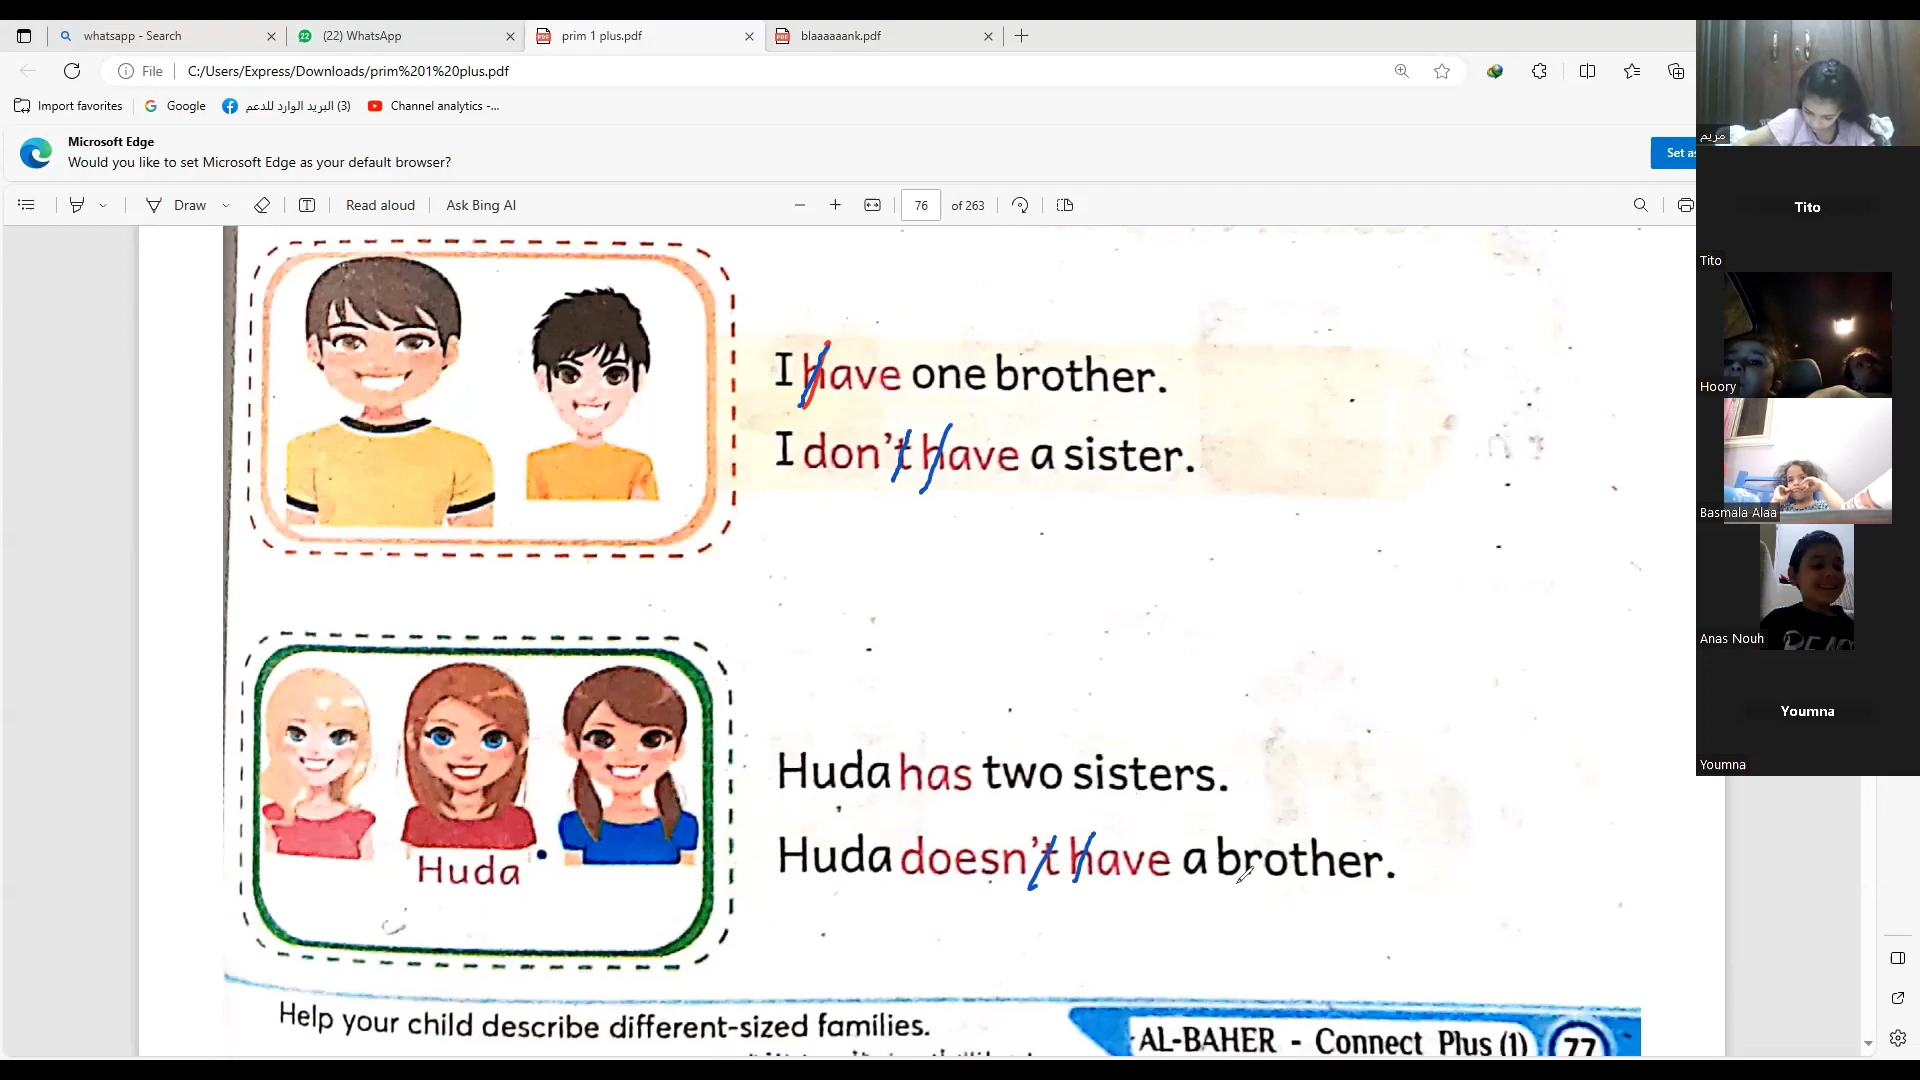 whatsapp - Search
(22) WhatsApp
prim 1 plus.pdf
blaaaaaank.pdf
File
C:/Users/Express/Downloads/prim%201%20plus.pdf
Import favorites
Google
(3) البريد الوارد للدعم
Channel analytics -...
Microsoft Edge
Would you like to set Microsoft Edge as your default browser?
Set as
Draw
Read aloud
Ask Bing AI
76
of 263
I have one brother.
I don't have a sister.
Huda
Huda has two sisters.
Huda doesn't have a brother.
Help your child describe different-sized families.
AL-BAHER - Connect Plus (1)
77
مريم
Tito
Tito
Hoory
Basmala Alaa
Anas Nouh
Youmna
Youmna